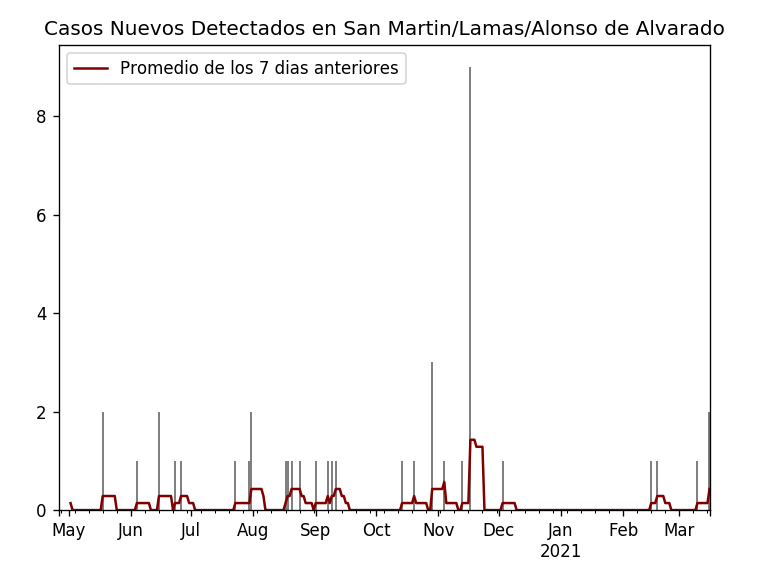 Casos Nuevos Detectados en San Martin/Lamas/Alonso de Alvarado
Promedio de los 7 dias anteriores
8
6
4
2
0
May Jun Jul Aug Sep Oct Nov Dec Jan Feb Mar
2021